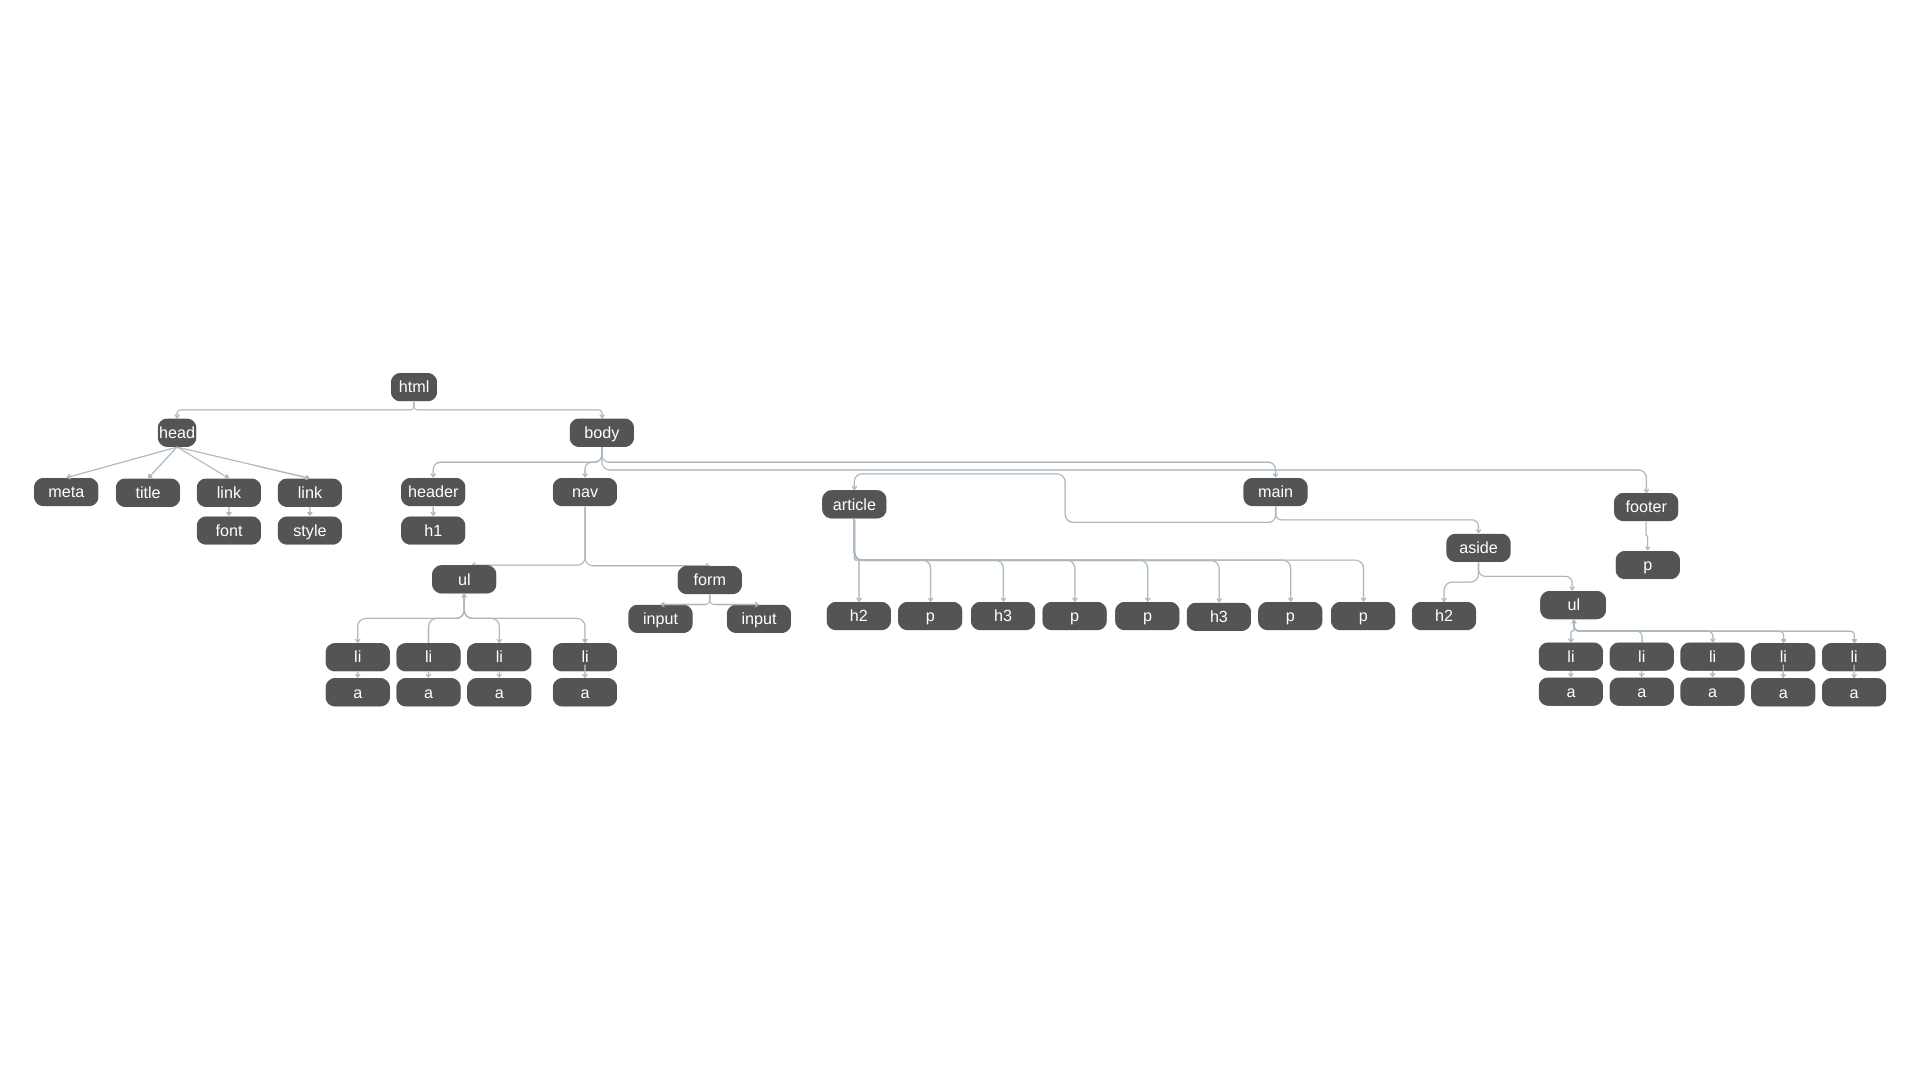 html
head
body
meta
title
link
link
header
nav
main
article
footer
font
style
h1
aside
p
ul
form
ul
input
input
h2
p
h3
p
p
h3
p
p
h2
li
li
li
li
li
li
li
li
li
a
a
a
a
a
a
a
a
a